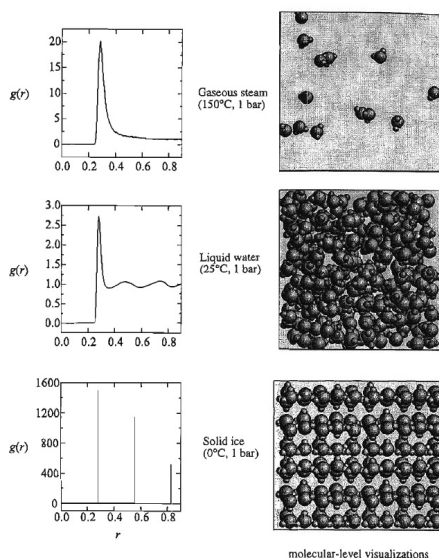 20
15
g(r)
10
5
0
0.0 0.2 0.4 0.6 0.8
Gaseous steam
(150°C, 1 bar)
3.0
2.5
2.0
g(r)
1.5
1.0
0.5
0.0
0.0 0.2 0.4 0.6 0.8
Liquid water
(25°C, 1 bar)
1600
1200
g(r)
800
400
0
0.0 0.2 0.4 0.6 0.8
r
Solid ice
(0°C, 1 bar)
molecular-level visualizations